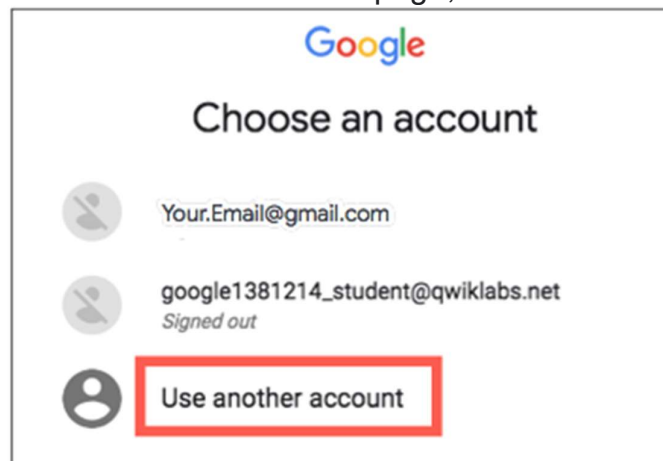 Google
Choose an account
Your.Email@gmail.com
google1381214_student@qwiklabs.net
Signed out
Use another account